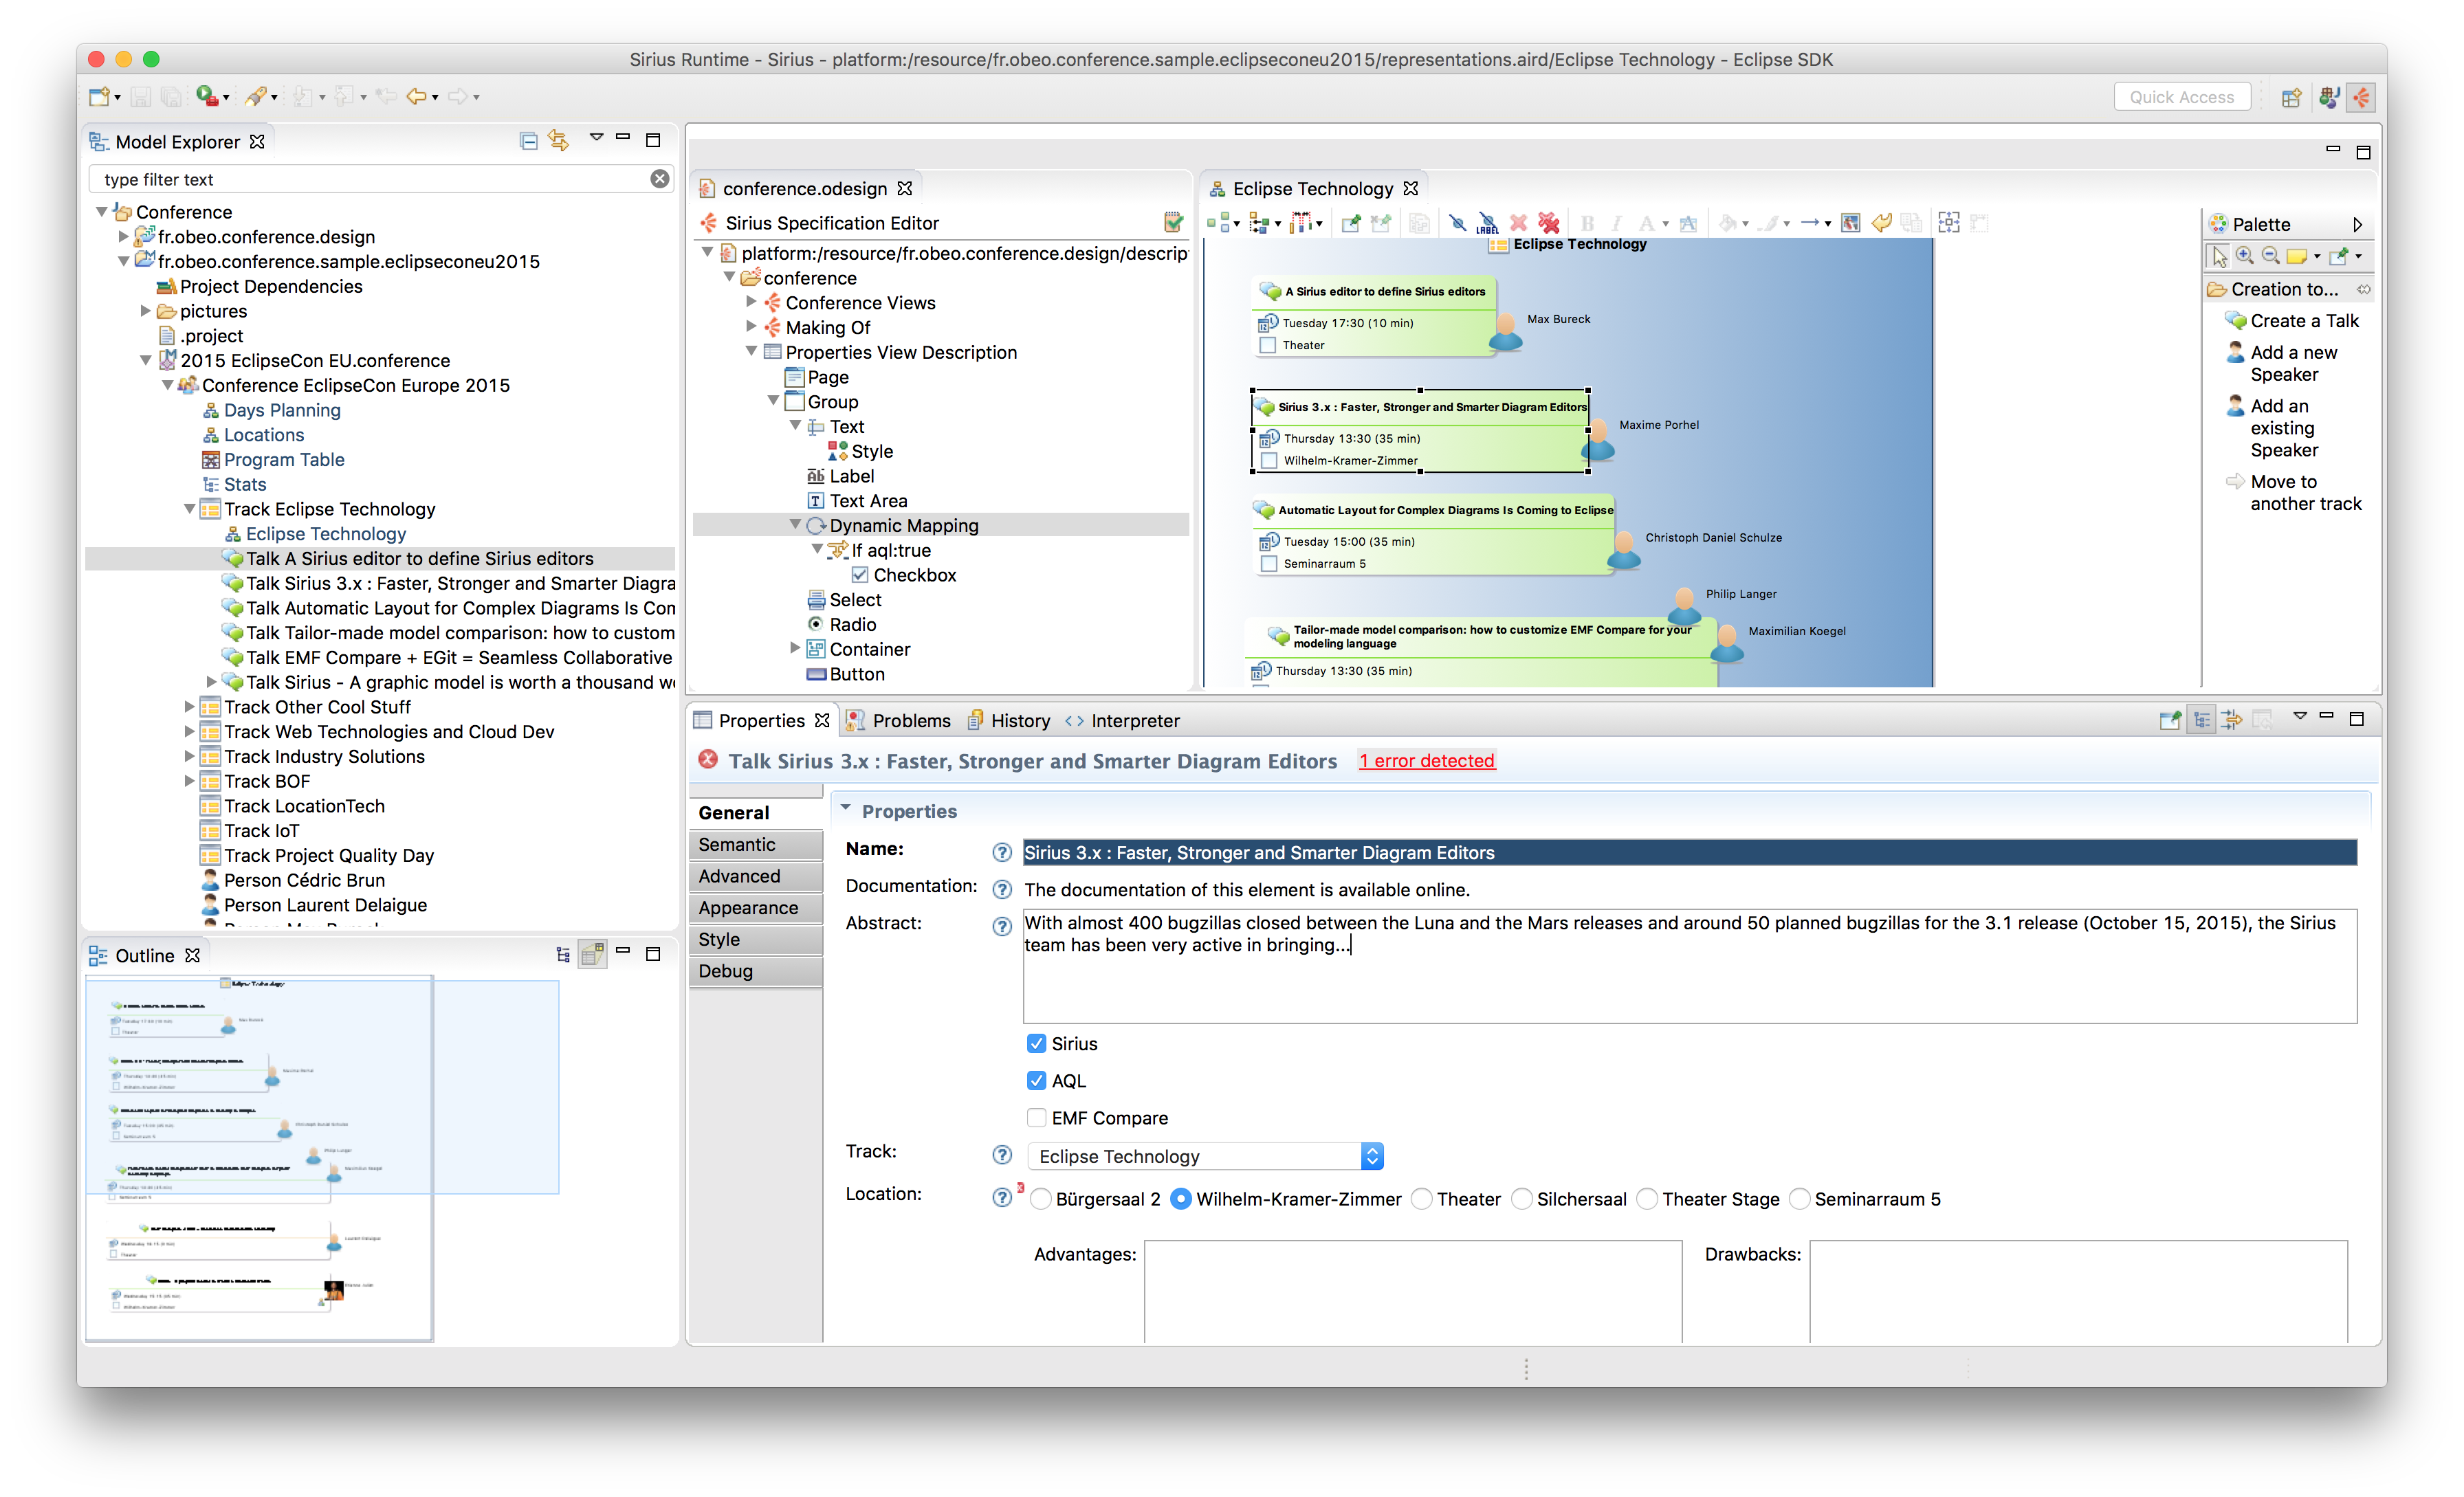 Sirius Runtime - Sirius - platform:/resource/fr.obeo.conference.sample.eclipseconeu2015/representations.aird/Eclipse Technology - Eclipse SDK
Quick Access
Model Explorer
type filter text
Conference
fr.obeo.conference.design
fr.obeo.conference.sample.eclipseconeu2015
Project Dependencies
pictures
.project
2015 EclipseCon EU.conference
Conference EclipseCon Europe 2015
Days Planning
Locations
Program Table
Stats
Track Eclipse Technology
Eclipse Technology
Talk A Sirius editor to define Sirius editors
Talk Sirius 3.x : Faster, Stronger and Smarter Diagra
Talk Automatic Layout for Complex Diagrams Is Con
Talk Tailor-made model comparison: how to custom
Talk EMF Compare + EGit = Seamless Collaborative
Talk Sirius - A graphic model is worth a thousand w
Track Other Cool Stuff
Track Web Technologies and Cloud Dev
Track Industry Solutions
Track BOF
Track LocationTech
Track IoT
Track Project Quality Day
Person Cédric Brun
Person Laurent Delaigue
Outline
conference.odesign
Sirius Specification Editor
platform:/resource/fr.obeo.conference.design/descrip
conference
Conference Views
Making Of
Properties View Description
Page
Group
Text
Style
Label
Text Area
Dynamic Mapping
If aql:true
Checkbox
Select
Radio
Container
Button
Eclipse Technology
LABEL
B I A A
Eclipse Technology
A Sirius editor to define Sirius editors
Tuesday 17:30 (10 min)
Theater
Max Bureck
Sirius 3.x : Faster, Stronger and Smarter Diagram Editors
Thursday 13:30 (35 min)
Wilhelm-Kramer-Zimmer
Maxime Porhel
Automatic Layout for Complex Diagrams Is Coming to Eclipse
Tuesday 15:00 (35 min)
Seminarraum 5
Christoph Daniel Schulze
Philip Langer
Tailor-made model comparison: how to customize EMF Compare for your
modeling language
Maximilian Koegel
Thursday 13:30 (35 min)
Palette
Creation to...
Create a Talk
Add a new
Speaker
Add an
existing
Speaker
Move to
another track
Properties
Problems
History
Interpreter
Talk Sirius 3.x : Faster, Stronger and Smarter Diagram Editors
1 error detected
General
Semantic
Advanced
Appearance
Style
Debug
Properties
Name:
Sirius 3.x : Faster, Stronger and Smarter Diagram Editors
Documentation:
The documentation of this element is available online.
Abstract:
With almost 400 bugzillas closed between the Luna and the Mars releases and around 50 planned bugzillas for the 3.1 release (October 15, 2015), the Sirius
team has been very active in bringing...
Sirius
AQL
EMF Compare
Track:
Eclipse Technology
Location:
Bürgersaal 2 Wilhelm-Kramer-Zimmer Theater Silchersaal Theater Stage Seminarraum 5
Advantages:
Drawbacks: